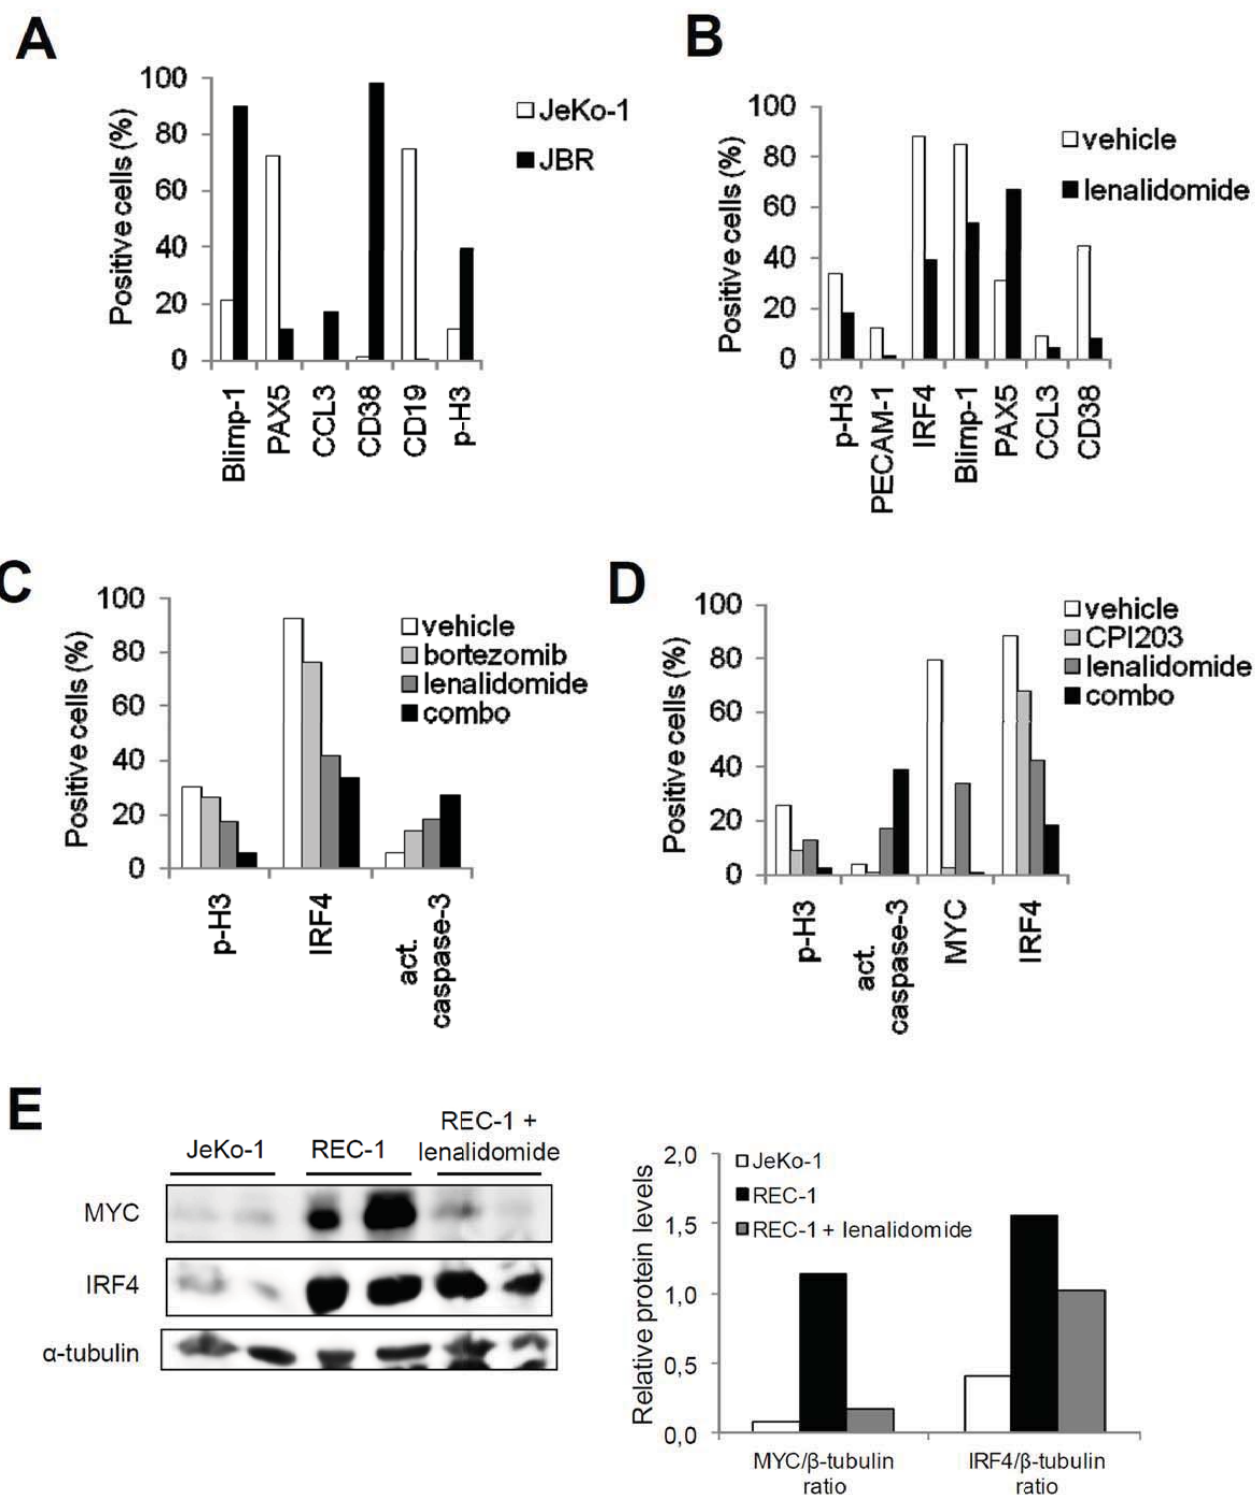 A
Positive cells (%)
100
80
60
40
20
0
Blimp-1
PAX5
CCL3
CD38
CD19
p-H3
JeKo-1
JBR
B
Positive cells (%)
100
80
60
40
20
0
p-H3
PECAM-1
IRF4
Blimp-1
PAX5
CCL3
CD38
vehicle
lenalidomide
C
Positive cells (%)
100
80
60
40
20
0
p-H3
IRF4
act.
caspase-3
vehicle
bortezomib
lenalidomide
combo
D
Positive cells (%)
100
80
60
40
20
0
p-H3
act.
caspase-3
MYC
IRF4
vehicle
CPI203
lenalidomide
combo
E
JeKo-1
REC-1
REC-1 +
lenalidomide
MYC
IRF4
α-tubulin
Relative protein levels
2,0
1,5
1,0
0,5
0,0
JeKo-1
REC-1
REC-1 + lenalidomide
MYC/β-tubulin
ratio
IRF4/β-tubulin
ratio